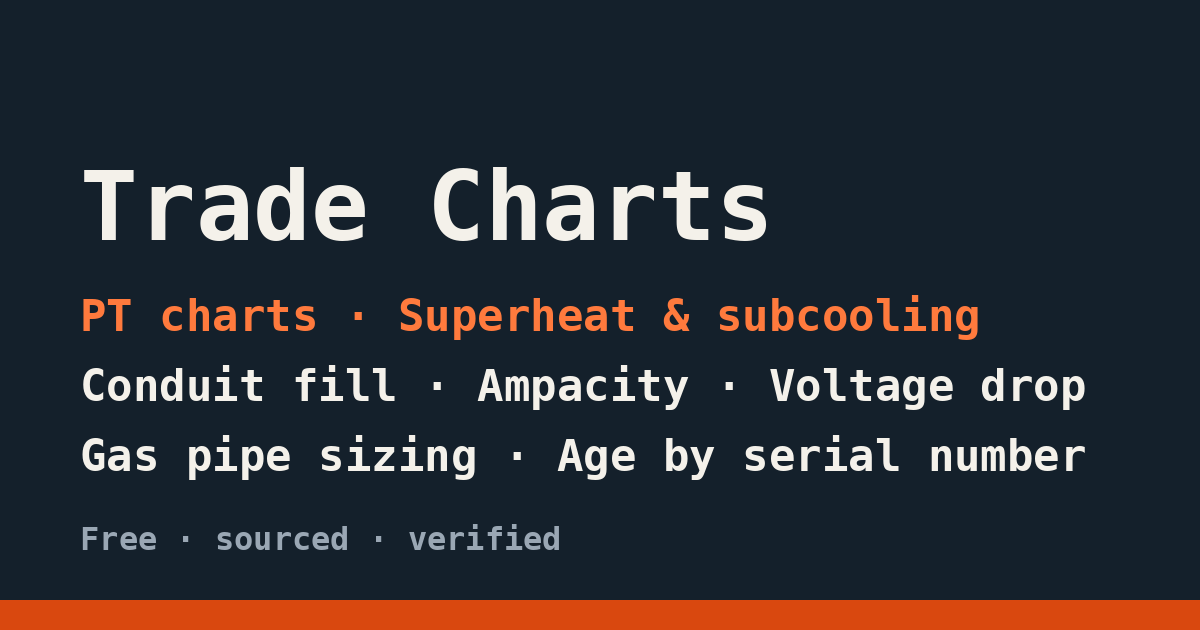 Trade Charts
PT charts · Superheat & subcooling
Conduit fill · Ampacity · Voltage drop
Gas pipe sizing · Age by serial number
Free · sourced · verified